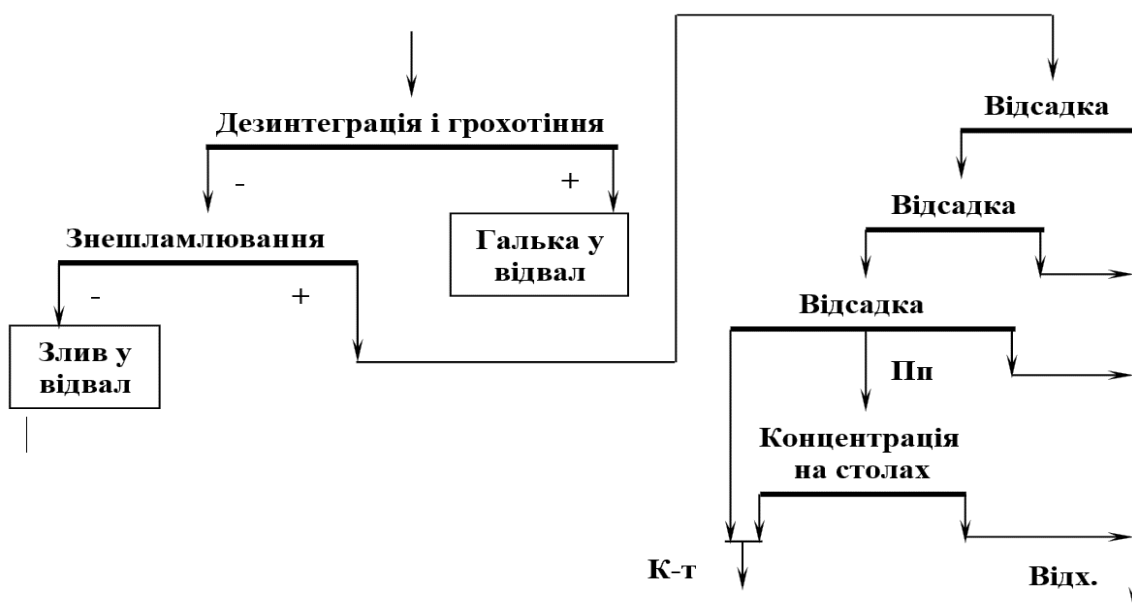 Дезинтеграція і грохотіння
-
+
Галька у
відвал
Знешламлювання
-
+
Злив у
відвал
Відсадка
Відсадка
Відсадка
Пп
Концентрація
на столах
К-т
Відх.